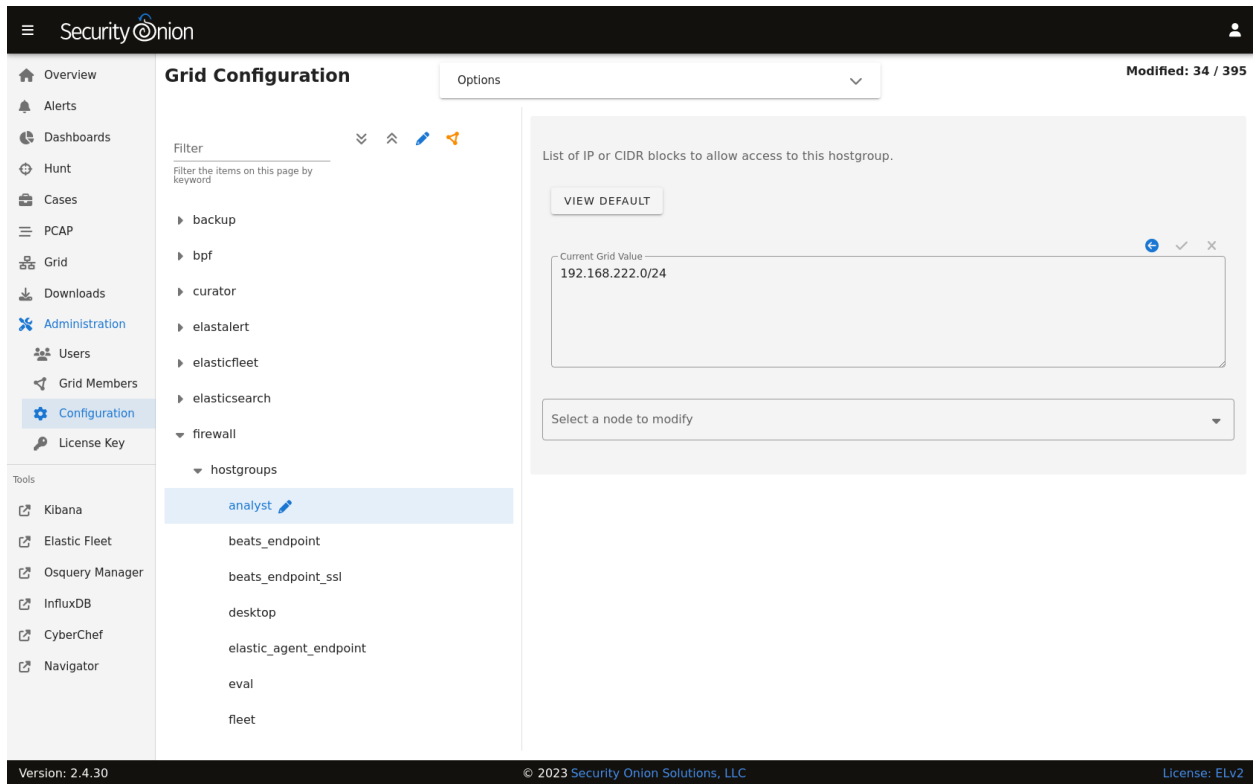 Security Onion
Overview
Alerts
Dashboards
Hunt
Cases
PCAP
Grid
Downloads
Administration
Users
Grid Members
Configuration
License Key
Tools
Kibana
Elastic Fleet
Osquery Manager
InfluxDB
CyberChef
Navigator
Grid Configuration
Options
Modified: 34 / 395
Filter
Filter the items on this page by
keyword
backup
bpf
curator
elastalert
elasticfleet
elasticsearch
firewall
hostgroups
analyst
beats_endpoint
beats_endpoint_ssl
desktop
elastic_agent_endpoint
eval
fleet
List of IP or CIDR blocks to allow access to this hostgroup.
VIEW DEFAULT
Current Grid Value
192.168.222.0/24
Select a node to modify
Version: 2.4.30
© 2023 Security Onion Solutions, LLC
License: ELv2